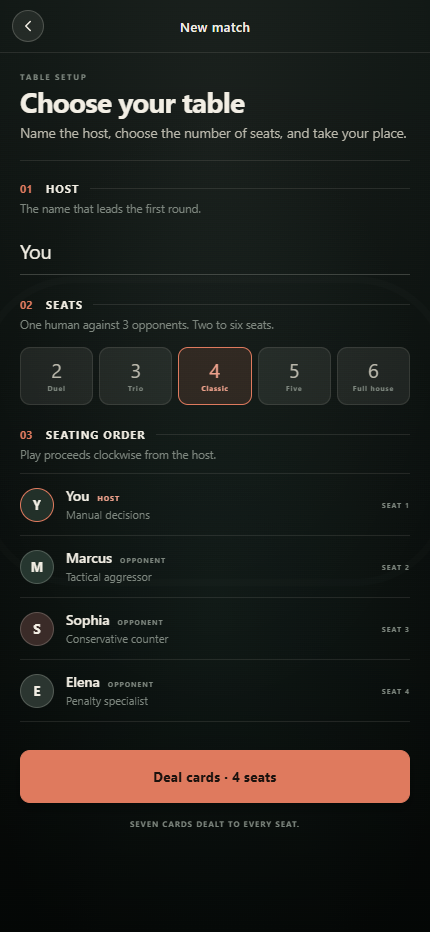 New match
TABLE SETUP
Choose your table
Name the host, choose the number of seats, and take your place.
01 HOST
The name that leads the first round.
You
02 SEATS
One human against 3 opponents. Two to six seats.
2 3 4 5 6
Duel Trio Classic Five Full house
03 SEATING ORDER
Play proceeds clockwise from the host.
Y You HOST SEAT 1
Manual decisions
M Marcus OPPONENT SEAT 2
Tactical aggressor
S Sophia OPPONENT SEAT 3
Conservative counter
E Elena OPPONENT SEAT 4
Penalty specialist
Deal cards · 4 seats
SEVEN CARDS DEALT TO EVERY SEAT.